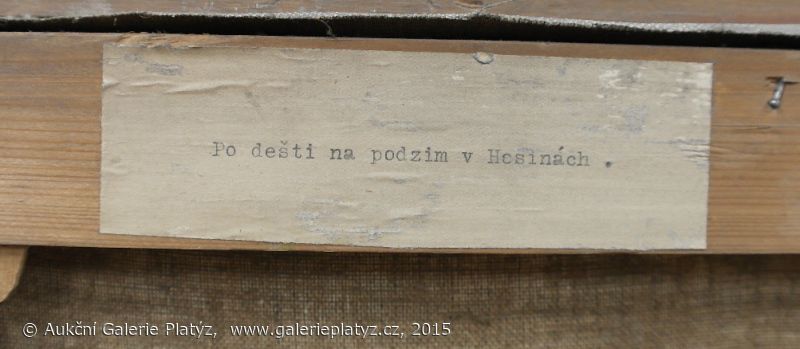 Po dešti na podzim v Hosinách .
© Aukční Galerie Platýz, www.galerieplatyz.cz, 2015